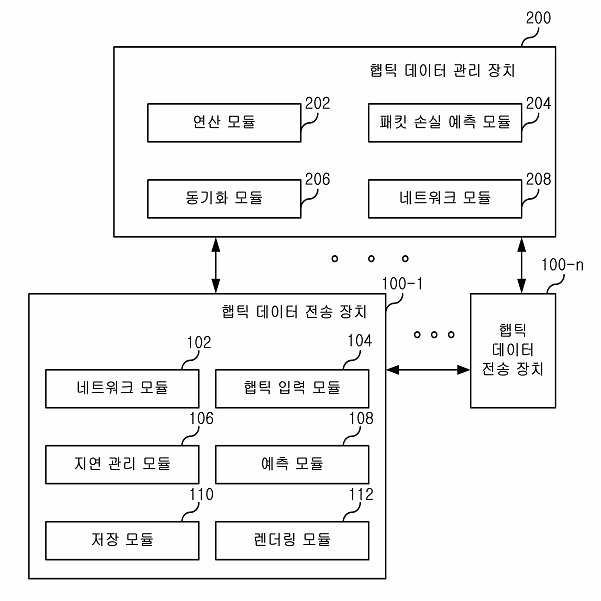 200
햅틱 데이터 관리 장치
202
204
연산 모듈
패킷 손실 예측 모듈
206
208
동기화 모듈
네트워크 모듈
100-1
100-n
햅틱 데이터 전송 장치
햅틱
데이터
전송 장치
102
104
네트워크 모듈
햅틱 입력 모듈
106
108
지연 관리 모듈
예측 모듈
110
112
저장 모듈
렌더링 모듈